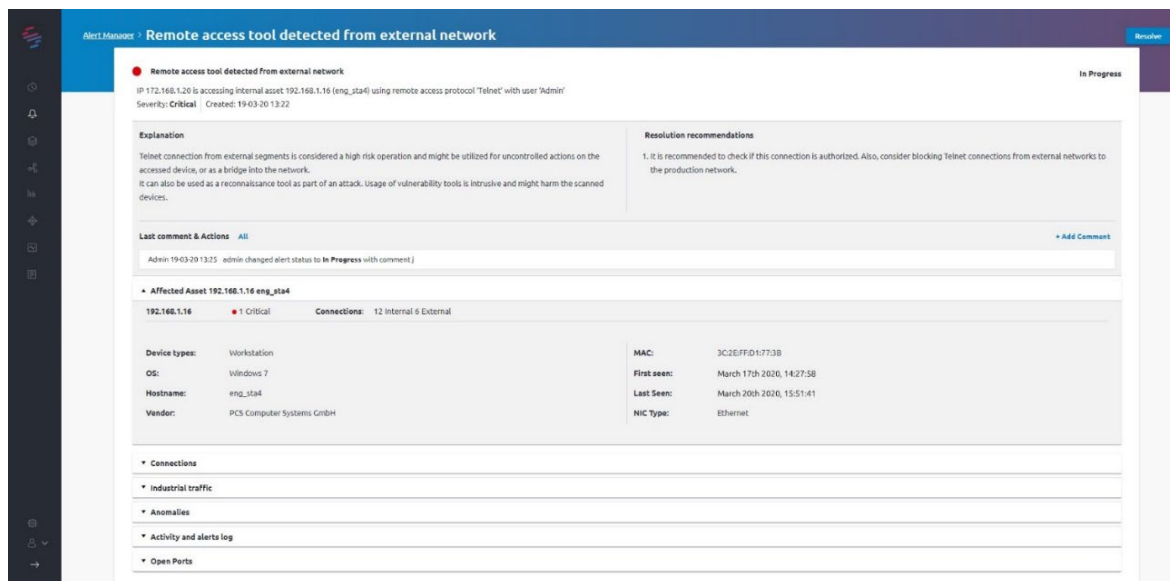 Alert Manager > Remote access tool detected from external network
Resolve
Remote access tool detected from external network
In Progress
IP 172.168.1.20 is accessing internal asset 192.168.1.16 (eng_sta4) using remote access protocol 'Telnet' with user 'Admin'
Severity: Critical Created: 19-03-20 13:22
Explanation
Telnet connection from external segments is considered a high risk operation and might be utilized for uncontrolled actions on the
accessed device, or as a bridge into the network.
It can also be used as a reconnaissance tool as part of an attack. Usage of vulnerability tools is intrusive and might harm the scanned
devices.
Resolution recommendations
1. It is recommended to check if this connection is authorized. Also, consider blocking Telnet connections from external networks to
the production network.
Last comment & Actions All
+ Add Comment
Admin 19-03-20 13:25 admin changed alert status to In Progress with comment j
Affected Asset 192.168.1.16 eng_sta4
192.168.1.16 1 Critical Connections: 12 Internal 6 External
Device types: Workstation
OS: Windows 7
Hostname: eng_sta4
Vendor: PCS Computer Systems GmbH
MAC: 3C:2E:FF:D1:77:3B
First seen: March 17th 2020, 14:27:58
Last Seen: March 20th 2020, 15:51:41
NIC Type: Ethernet
Connections
Industrial traffic
Anomalies
Activity and alerts log
Open Ports